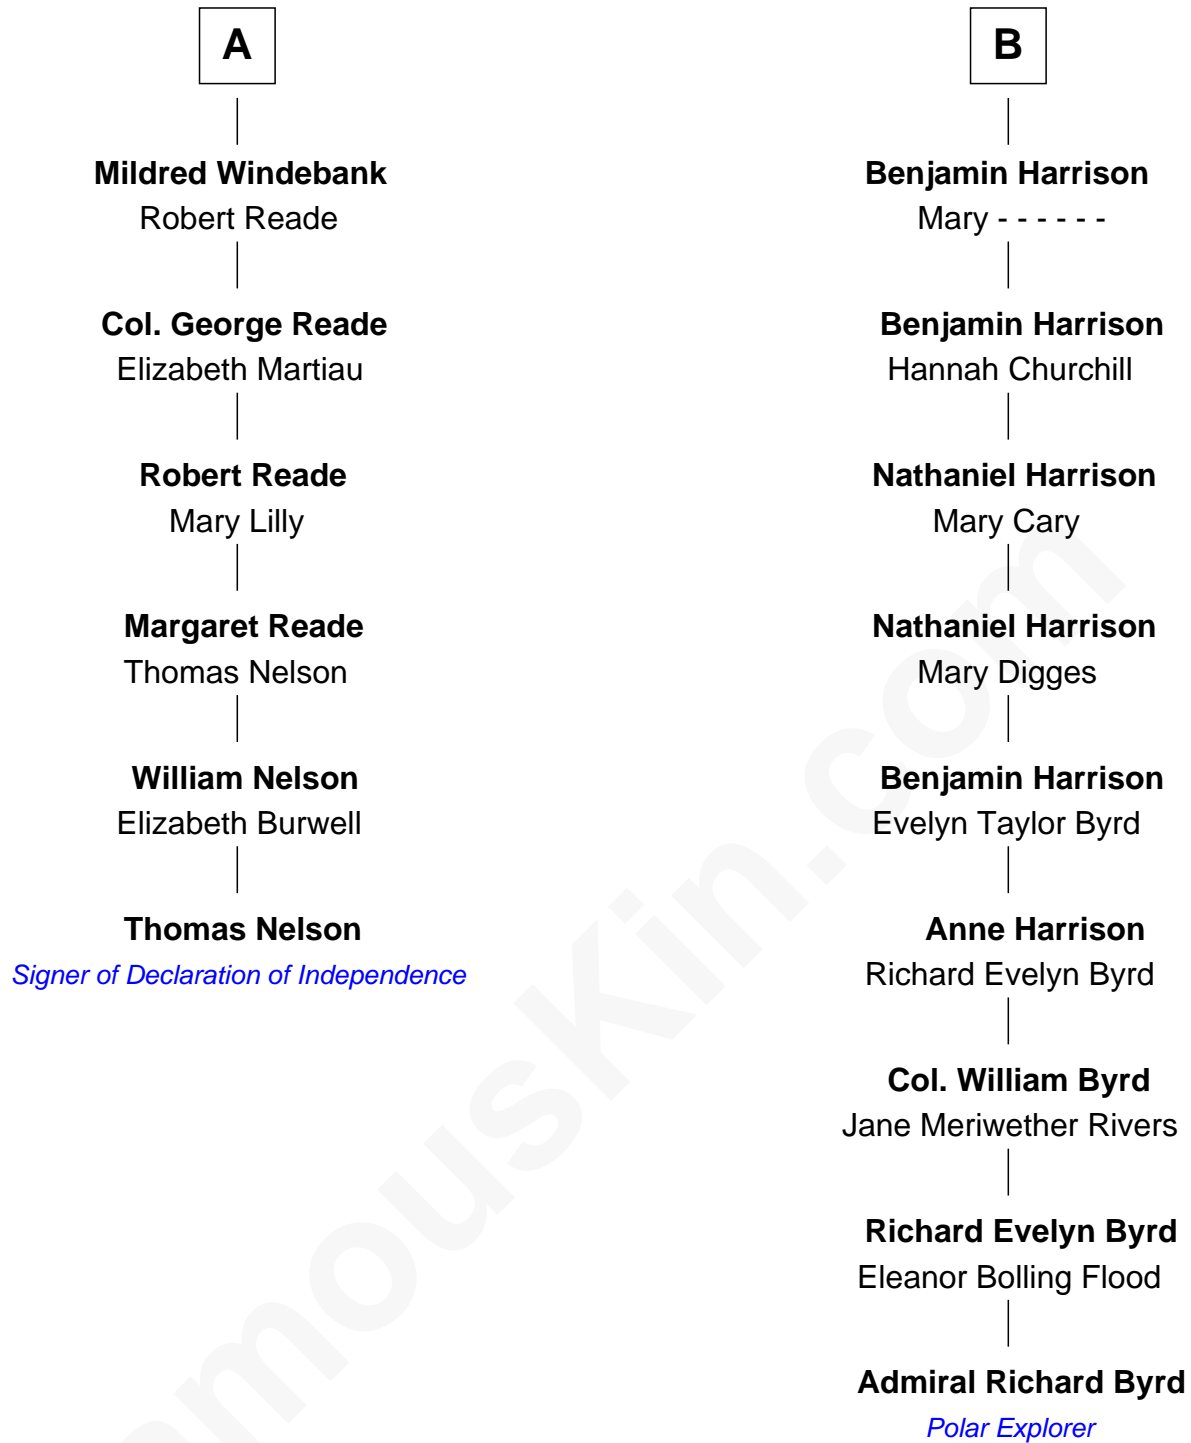 A
Mildred Windebank
Robert Reade
Col. George Reade
Elizabeth Martiau
Robert Reade
Mary Lilly
Margaret Reade
Thomas Nelson
William Nelson
Elizabeth Burwell
Thomas Nelson
Signer of Declaration of Independence
B
Benjamin Harrison
Mary - - - - - -
Benjamin Harrison
Hannah Churchill
Nathaniel Harrison
Mary Cary
Nathaniel Harrison
Mary Digges
Benjamin Harrison
Evelyn Taylor Byrd
Anne Harrison
Richard Evelyn Byrd
Col. William Byrd
Jane Meriwether Rivers
Richard Evelyn Byrd
Eleanor Bolling Flood
Admiral Richard Byrd
Polar Explorer
amouskin.com